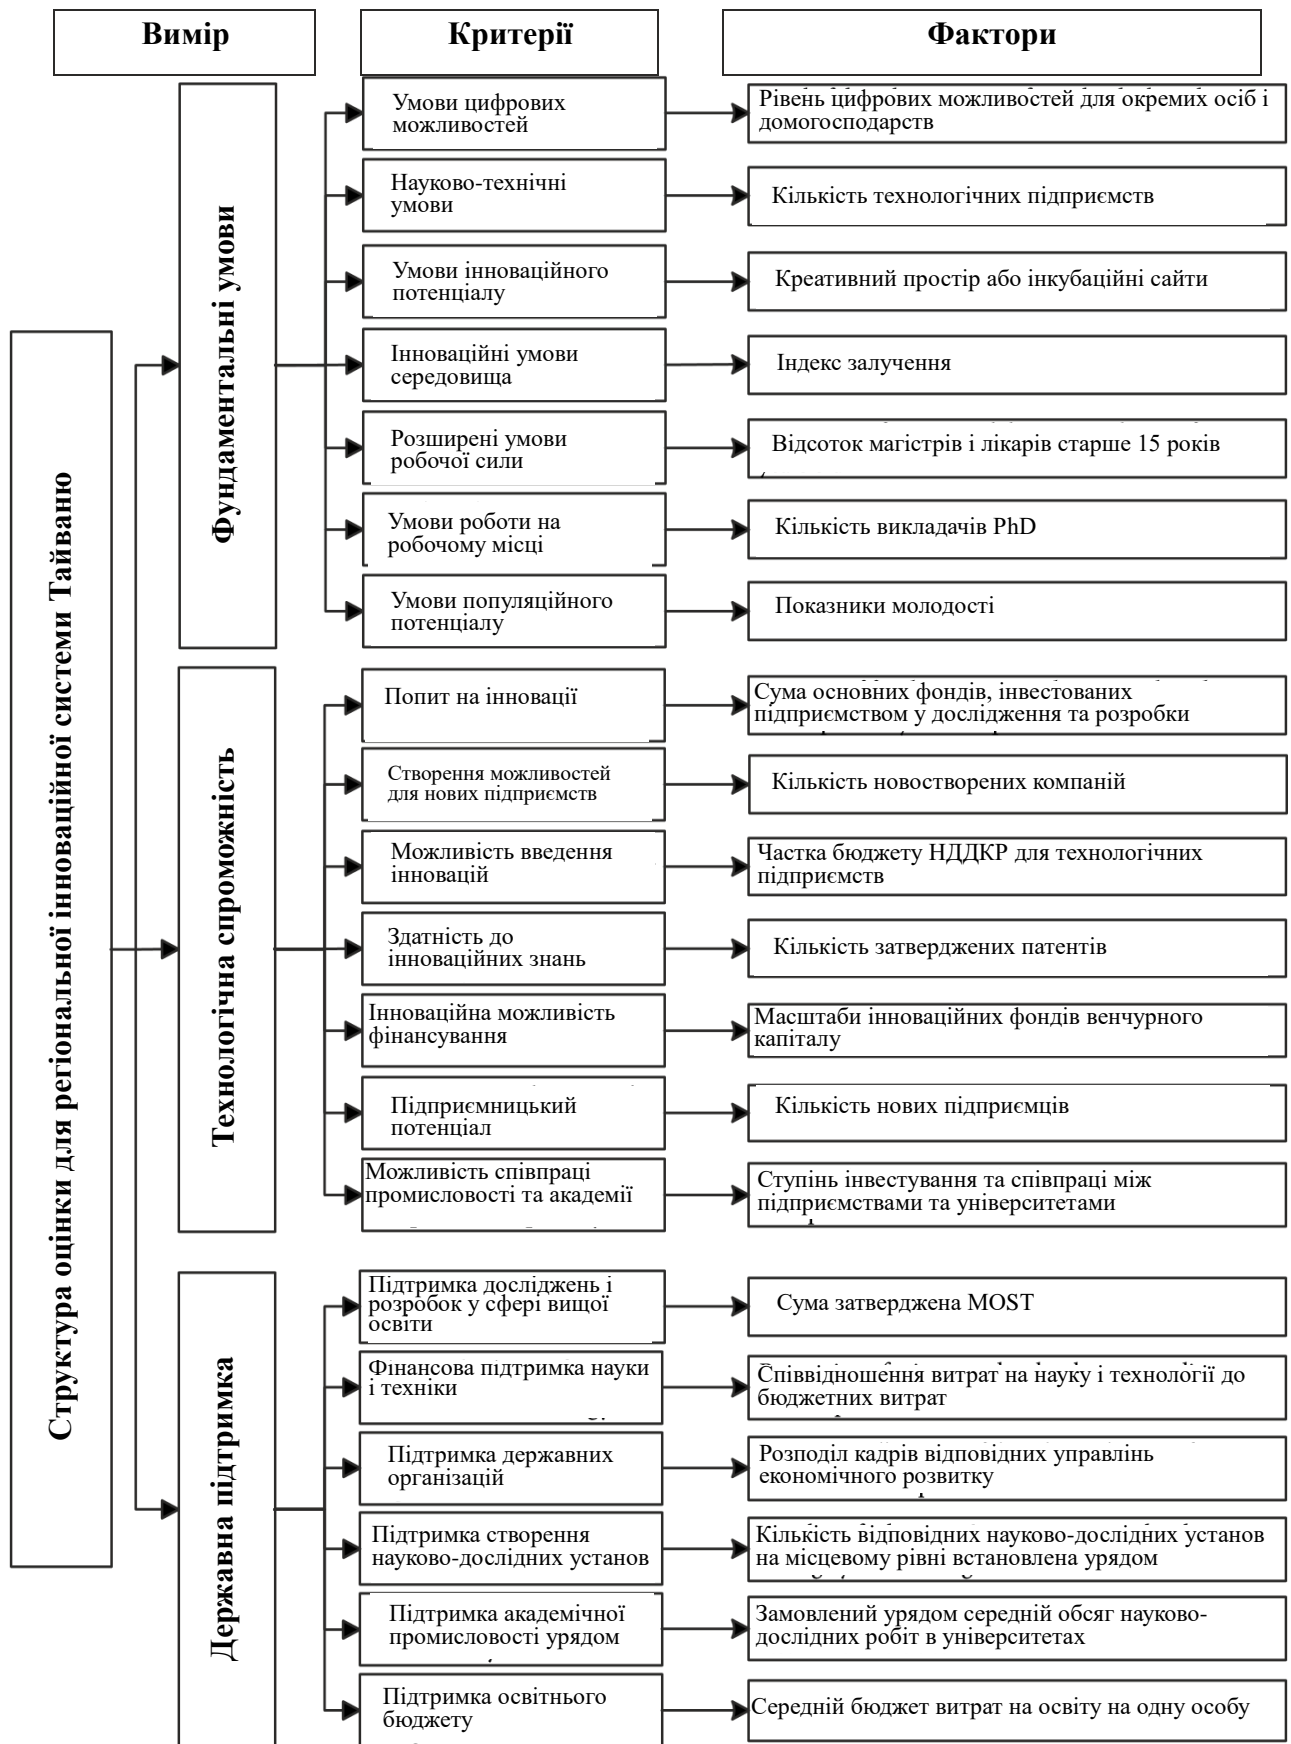 Вимір
Критерії
Фактори
Структура оцінки для регіональної інноваційної системи Тайваню
Фундаментальні умови
Умови цифрових
можливостей
Рівень цифрових можливостей для окремих осіб і
домогосподарств
Науково-технічні
умови
Кількість технологічних підприємств
Умови інноваційного
потенціалу
Креативний простір або інкубаційні сайти
Інноваційні умови
середовища
Індекс залучення
Розширені умови
робочої сили
Відсоток магістрів і лікарів старше 15 років
Умови роботи на
робочому місці
Кількість викладачів PhD
Умови популяційного
потенціалу
Показники молодості
Технологічна спроможність
Попит на інновації
Сума основних фондів, інвестованих
підприємством у дослідження та розробки
Створення можливостей
для нових підприємств
Кількість новостворених компаній
Можливість введення
інновацій
Частка бюджету НДДКР для технологічних
підприємств
Здатність до
інноваційних знань
Кількість затверджених патентів
Інноваційна можливість
фінансування
Масштаби інноваційних фондів венчурного
капіталу
Підприємницький
потенціал
Кількість нових підприємців
Можливість співпраці
промисловості та академії
Ступінь інвестування та співпраці між
підприємствами та університетами
Державна підтримка
Підтримка досліджень і
розробок у сфері вищої
освіти
Сума затверджена MOST
Фінансова підтримка науки
і техніки
Співвідношення витрат на науку і технології до
бюджетних витрат
Підтримка державних
організацій
Розподіл кадрів відповідних управлінь
економічного розвитку
Підтримка створення
науково-дослідних установ
Кількість відповідних науково-дослідних установ
на місцевому рівні встановлена урядом
Підтримка академічної
промисловості урядом
Замовлений урядом середній обсяг науково-
дослідних робіт в університетах
Підтримка освітнього
бюджету
Середній бюджет витрат на освіту на одну особу